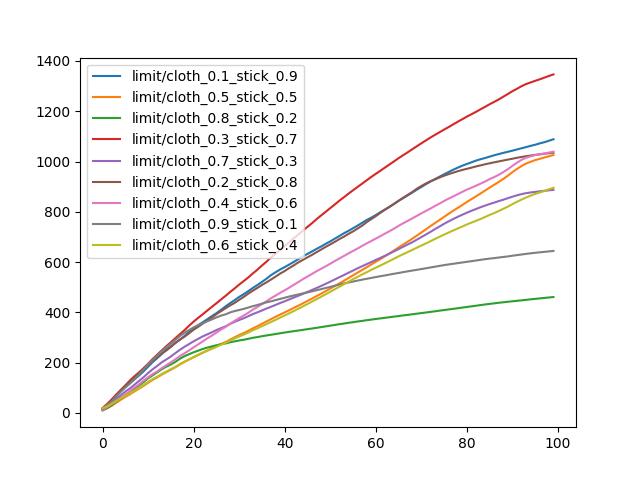 1400
1200
1000
800
600
400
200
0
limit/cloth_0.1_stick_0.9
limit/cloth_0.5_stick_0.5
limit/cloth_0.8_stick_0.2
limit/cloth_0.3_stick_0.7
limit/cloth_0.7_stick_0.3
limit/cloth_0.2_stick_0.8
limit/cloth_0.4_stick_0.6
limit/cloth_0.9_stick_0.1
limit/cloth_0.6_stick_0.4
0 20 40 60 80 100